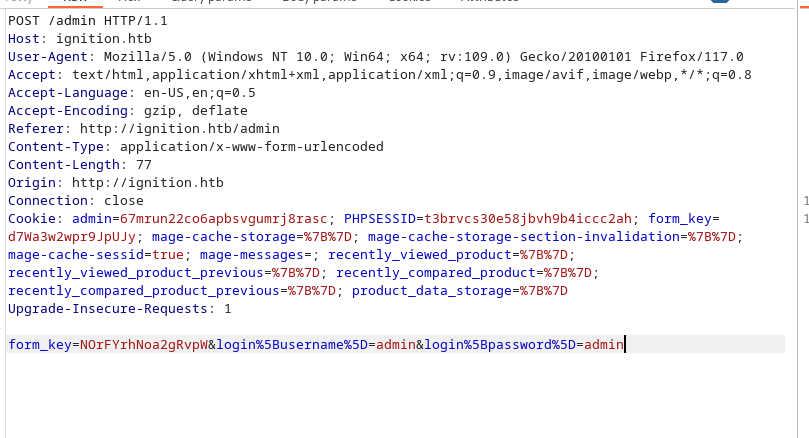 POST /admin HTTP/1.1
Host: ignition.htb
User-Agent: Mozilla/5.0 (Windows NT 10.0; Win64; x64; rv:109.0) Gecko/20100101 Firefox/117.0
Accept: text/html,application/xhtml+xml,application/xml;q=0.9,image/avif,image/webp,*/*;q=0.8
Accept-Language: en-US,en;q=0.5
Accept-Encoding: gzip, deflate
Referer: http://ignition.htb/admin
Content-Type: application/x-www-form-urlencoded
Content-Length: 77
Origin: http://ignition.htb
Connection: close
Cookie: admin=67mrun22co6apbsvgumrj8rasc; PHPSESSID=t3brvcs30e58jbvh9b4iccc2ah; form_key=
d7Wa3w2wpr9JpUJy; mage-cache-storage=%7B%7D; mage-cache-storage-section-invalidation=%7B%7D;
mage-cache-sessid=true; mage-messages=; recently_viewed_product=%7B%7D;
recently_viewed_product_previous=%7B%7D; recently_compared_product=%7B%7D;
recently_compared_product_previous=%7B%7D; product_data_storage=%7B%7D
Upgrade-Insecure-Requests: 1

form_key=NOrFYrhNoa2gRvpW&login%5Busername%5D=admin&login%5Bpassword%5D=admin